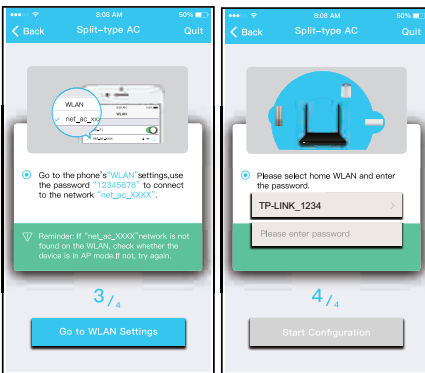 8:08 AM 50%
Back Split-type AC Quit
WLAN
net_ac_xxx
WLAN
Go to the phone's"WLAN"settings,use
the password "12345678" to connect
to the network "net_ac_XXXX".
Reminder: If "net_ac_XXXX"network is not
found on the WLAN, check whether the
device is in AP mode.If not, try again.
3/4
Go to WLAN Settings
8:08 AM 50%
Back Split-type AC Quit
Please select home WLAN and enter
the password.
TP-LINK_1234
Please enter password
4/4
Start Configuration